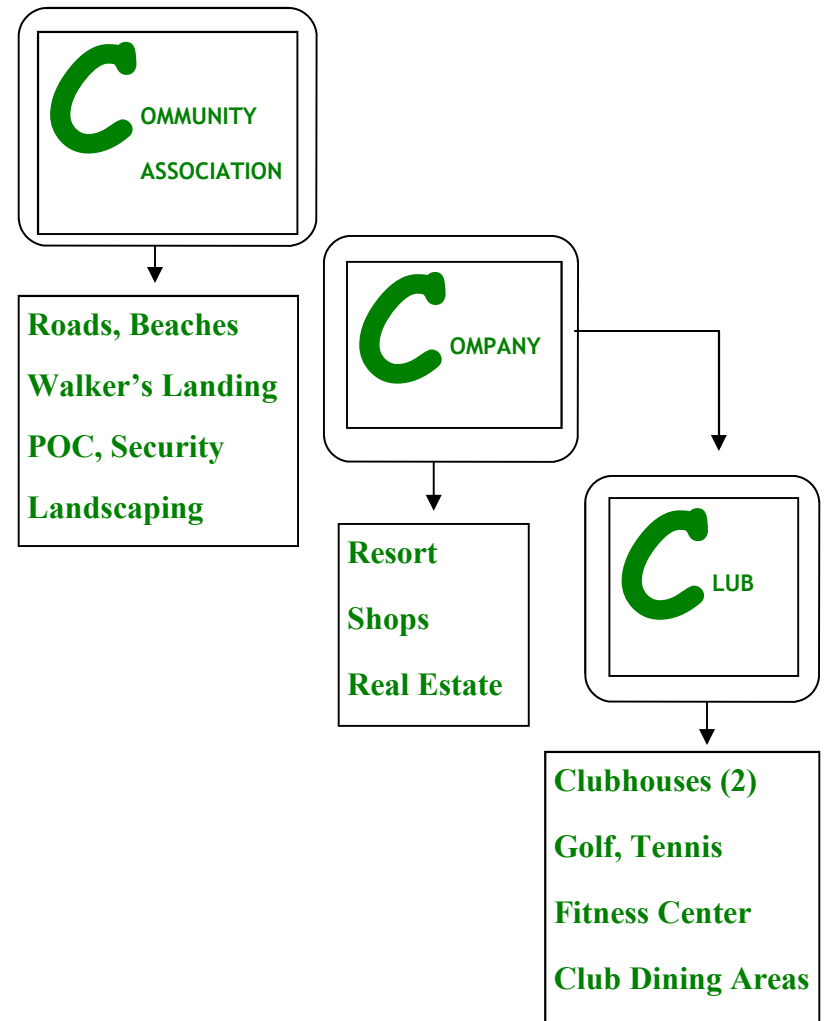 COMMUNITY
ASSOCIATION
Roads, Beaches
Walker’s Landing
POC, Security
Landscaping
COMPANY
Resort
Shops
Real Estate
CLUB
Clubhouses (2)
Golf, Tennis
Fitness Center
Club Dining Areas